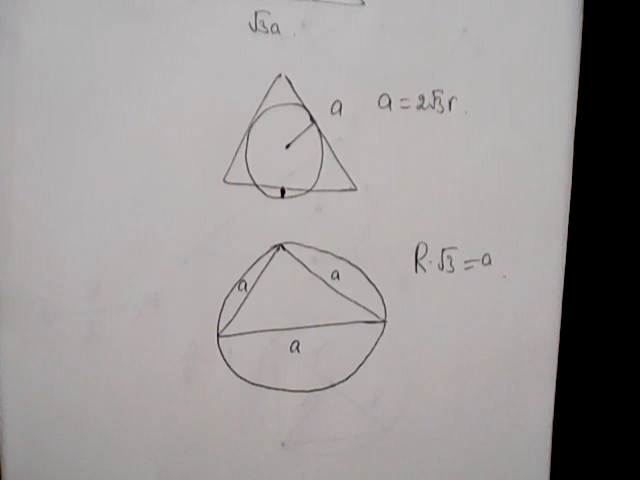 √3a.
a a = 2√3r.
a a R·√3 = a
a